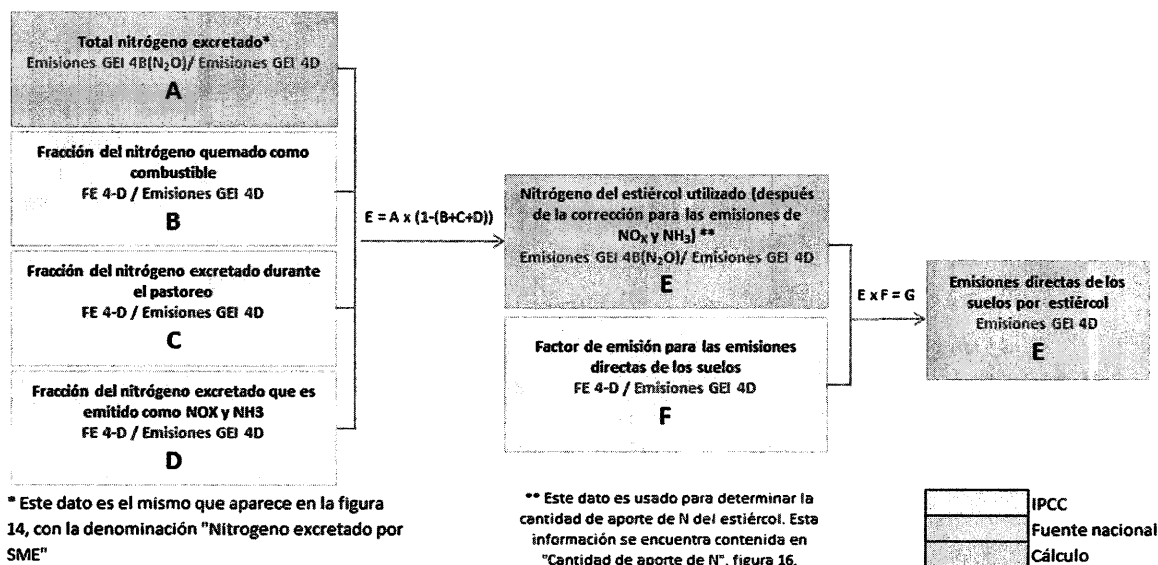 Total nitrógeno excretado*
Emisiones GEI 4B(N₂O)/ Emisiones GEI 4D
A
Fracción del nitrógeno quemado como
combustible
FE 4-D / Emisiones GEI 4D
B
Fracción del nitrógeno excretado durante
el pastoreo
FE 4-D / Emisiones GEI 4D
C
Fracción del nitrógeno excretado que es
emitido como NOX y NH3
FE 4-D / Emisiones GEI 4D
D
E = A x (1-(B+C+D))
Nitrógeno del estiércol utilizado (después
de la corrección para las emisiones de
NOx y NH₃) **
Emisiones GEI 4B(N₂O)/ Emisiones GEI 4D
E
Factor de emisión para las emisiones
directas de los suelos
FE 4-D / Emisiones GEI 4D
F
E x F = G
Emisiones directas de los
suelos por estiércol
Emisiones GEI 4D
E
* Este dato es el mismo que aparece en la figura
14, con la denominación "Nitrogeno excretado por
SME"
** Este dato es usado para determinar la
cantidad de aporte de N del estiércol. Esta
información se encuentra contenida en
"Cantidad de aporte de N", figura 16.
IPCC
Fuente nacional
Cálculo